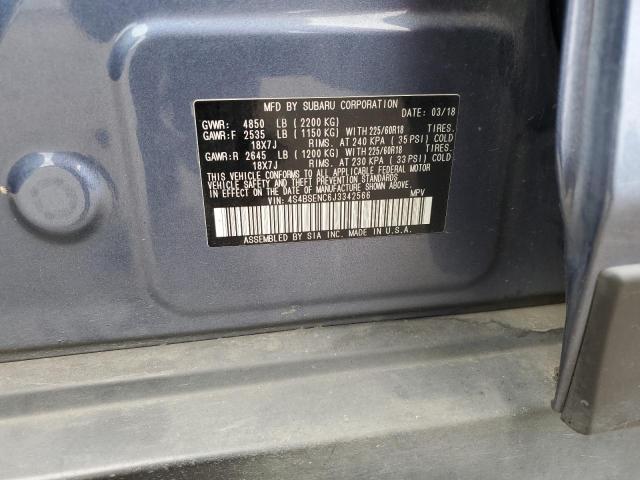 MFD BY SUBARU CORPORATION DATE: 03/18
GVWR: 4850 LB (2200 KG)
GAWR:F 2535 LB (1150 KG) WITH 225/60R18 TIRES.
18X7J RIMS. AT 240 KPA (35 PSI) COLD
GAWR:R 2645 LB (1200 KG) WITH 225/60R18 TIRES.
18X7J RIMS. AT 230 KPA (33 PSI) COLD
THIS VEHICLE CONFORMS TO ALL APPLICABLE FEDERAL MOTOR
VEHICLE SAFETY AND THEFT PREVENTION STANDARDS
IN EFFECT ON THE DATE OF MANUFACTURE SHOWN ABOVE.
VIN: 4S4BSENC6J3342566 MPV
ASSEMBLED BY SIA INC. MADE IN U.S.A.